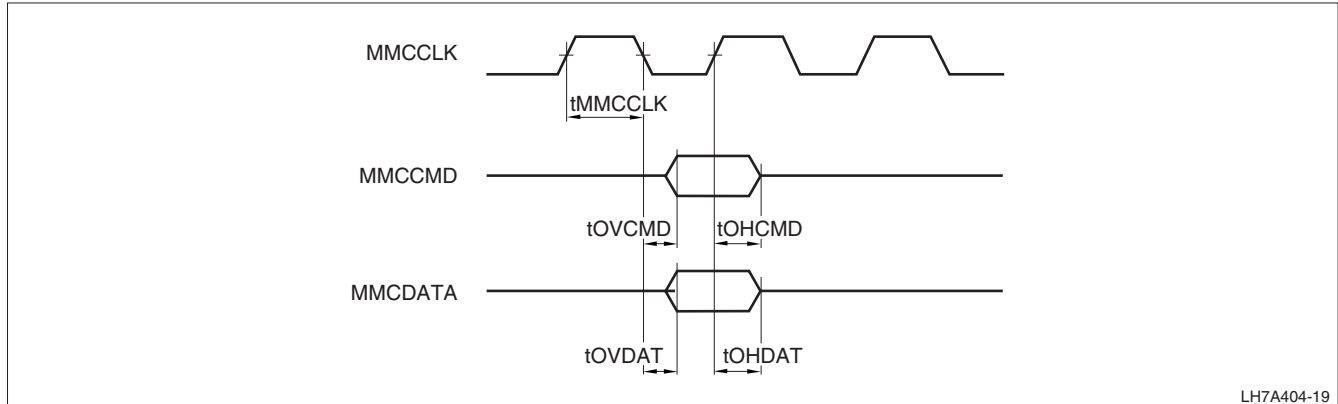 MMCCLK
tMMCCLK
MMCCMD
tOVCMD tOHCMD
MMCDATA
tOVDAT tOHDAT
LH7A404-19